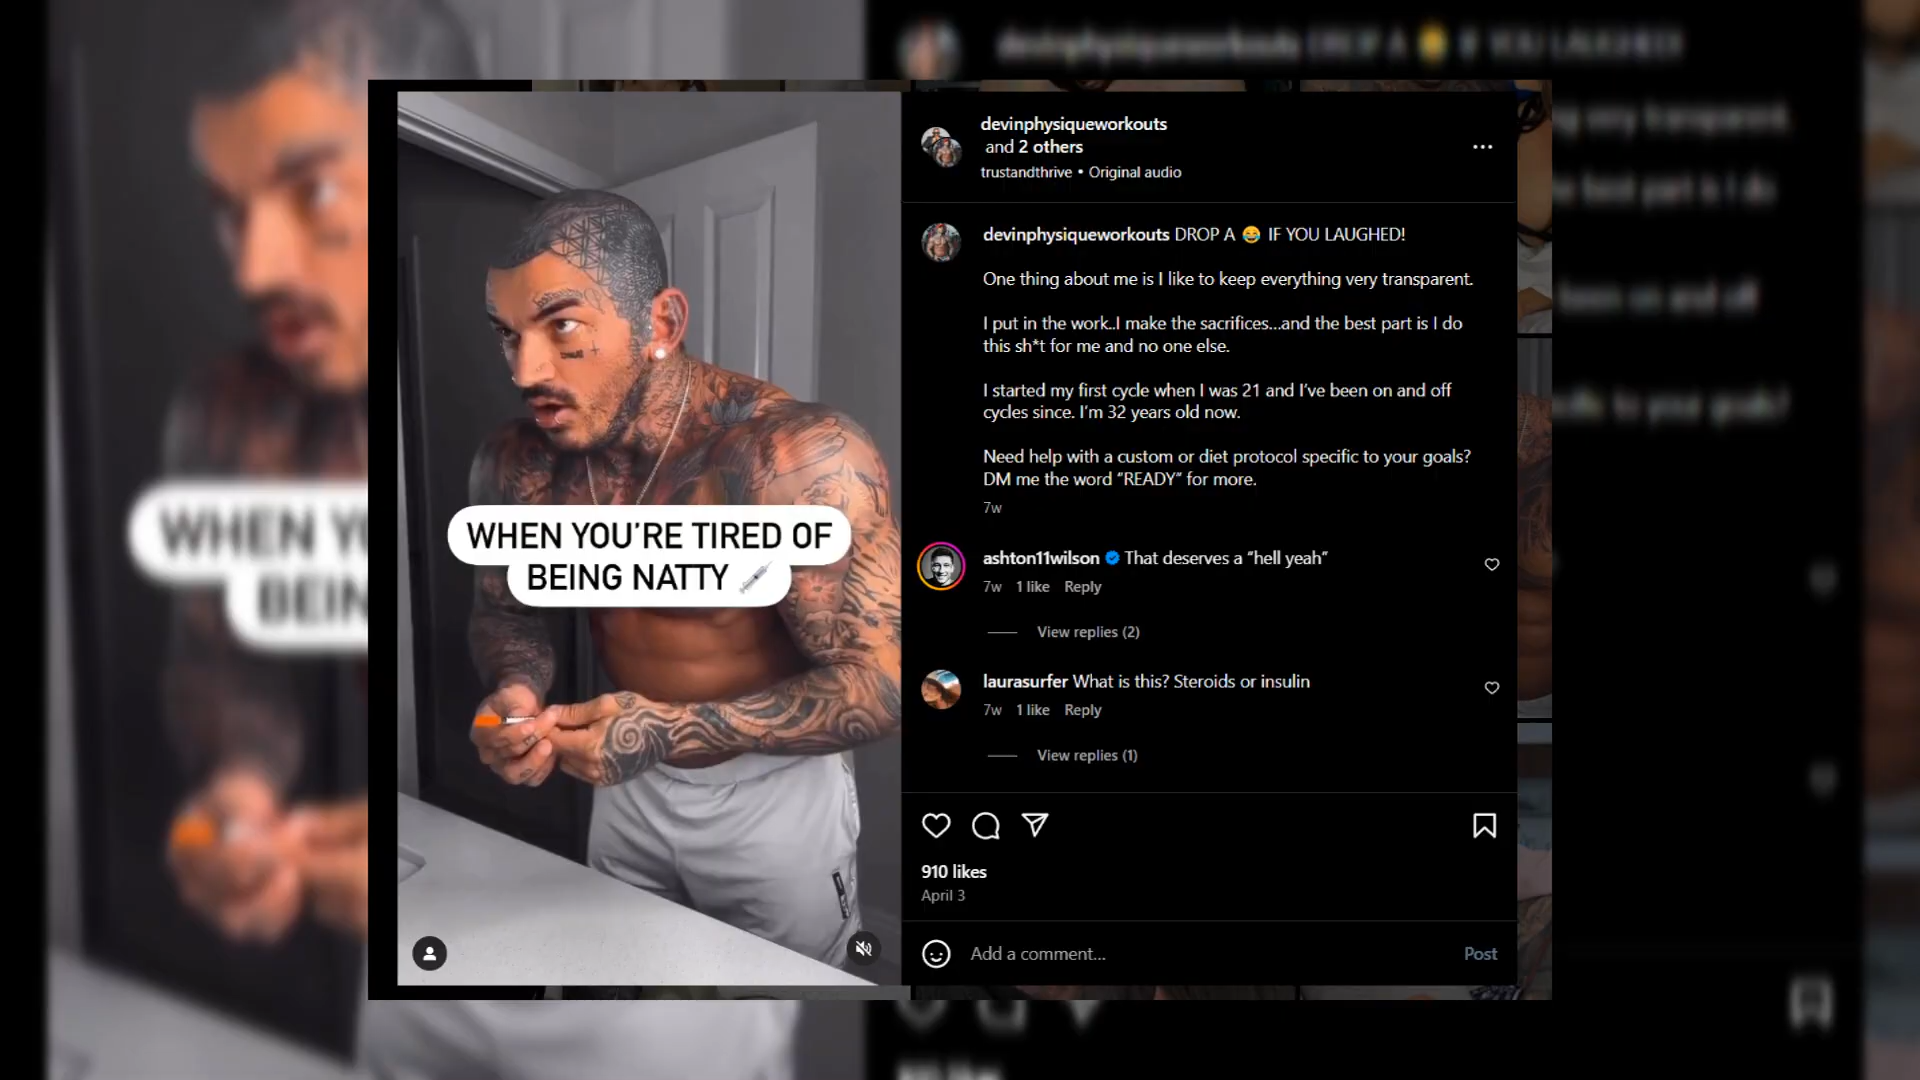 devinphysiqueworkouts
and 2 others
trustandthrive • Original audio
devinphysiqueworkouts DROP A 😂 IF YOU LAUGHED!
One thing about me is I like to keep everything very transparent.
I put in the work..I make the sacrifices...and the best part is I do
this sh*t for me and no one else.
I started my first cycle when I was 21 and I've been on and off
cycles since. I'm 32 years old now.
Need help with a custom or diet protocol specific to your goals?
DM me the word “READY” for more.
7w
WHEN YOU'RE TIRED OF
BEING NATTY
ashton11wilson That deserves a “hell yeah”
7w 1 like Reply
View replies (2)
laurasurfer What is this? Steroids or insulin
7w 1 like Reply
View replies (1)
910 likes
April 3
Add a comment...
Post